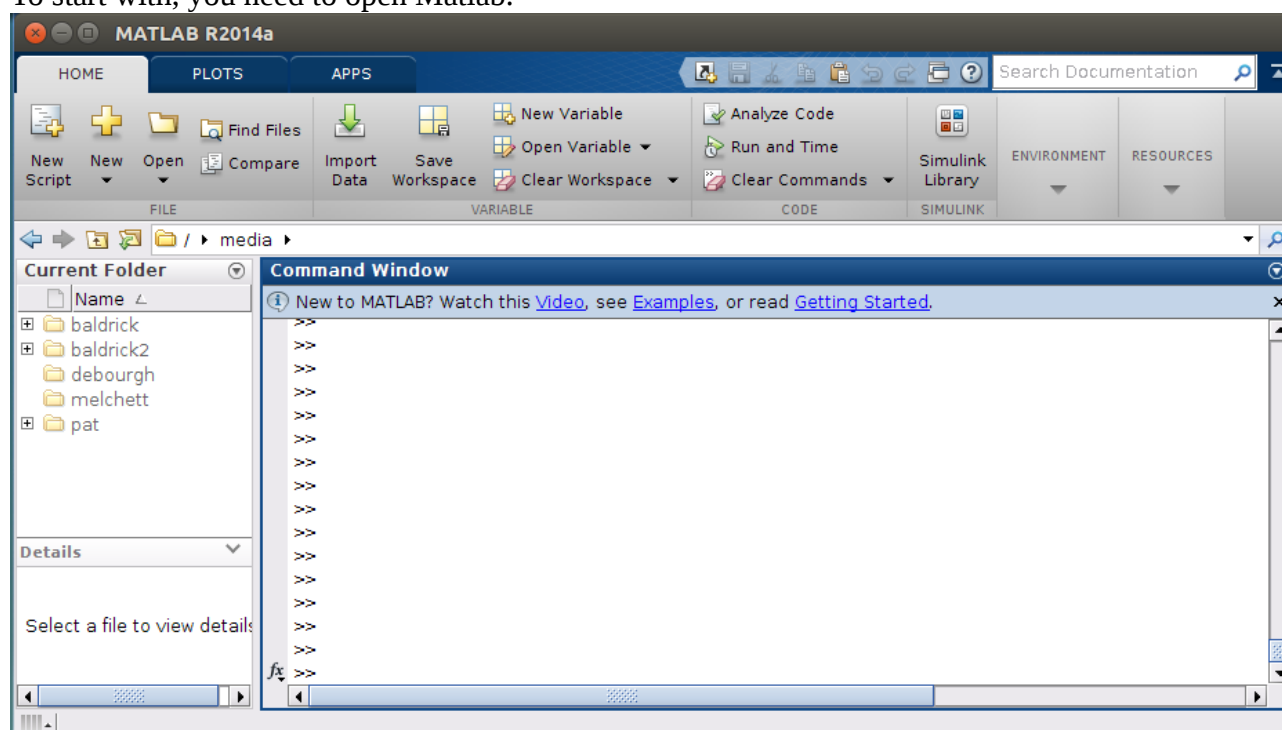 To start with, you need to open Matlab.
MATLAB R2014a
HOME PLOTS APPS Search Documentation
New Script New Open Find Files Compare Import Data Save Workspace New Variable Open Variable Clear Workspace Analyze Code Run and Time Clear Commands Simulink Library ENVIRONMENT RESOURCES
FILE VARIABLE CODE SIMULINK
/ media
Current Folder Command Window
Name New to MATLAB? Watch this Video, see Examples, or read Getting Started.
baldrick >>
baldrick2 >>
debourgh >>
melchett >>
pat >>
>>
>>
>>
>>
>>
Details >>
>>
>>
Select a file to view details >>
>>
fx >>